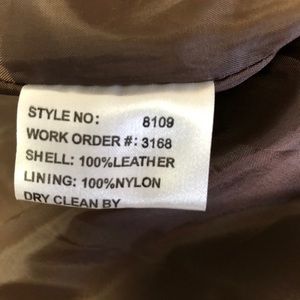 STYLE NO: 8109
WORK ORDER #: 3168
SHELL: 100%LEATHER
LINING: 100%NYLON
DRY CLEAN BY